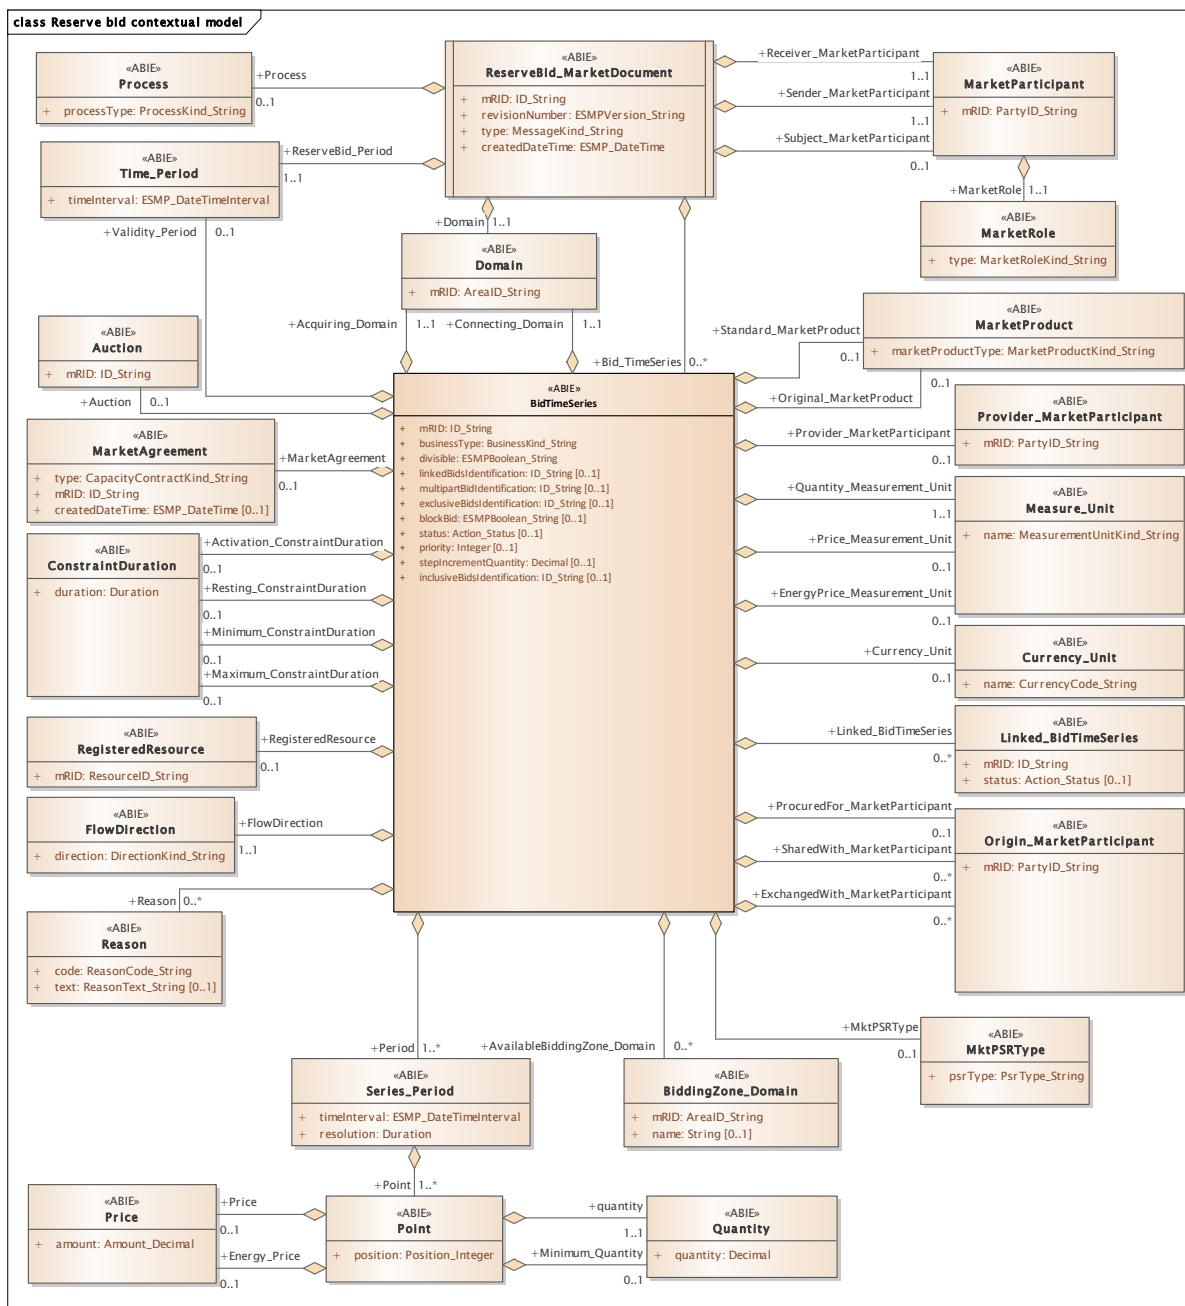 class Reserve bid contextual model
«ABIE»
Process
+ processType: ProcessKind_String
+Process
0..1
«ABIE»
ReserveBid_MarketDocument
+ mRID: ID_String
+ revisionNumber: ESMPVersion_String
+ type: MessageKind_String
+ createdDateTime: ESMP_DateTime
+Receiver_MarketParticipant
1..1
+Sender_MarketParticipant
1..1
+Subject_MarketParticipant
0..1
«ABIE»
MarketParticipant
+ mRID: PartyID_String
«ABIE»
Time_Period
+ timeInterval: ESMP_DateTimeInterval
+ReserveBid_Period
1..1
+MarketRole 1..1
«ABIE»
MarketRole
+ type: MarketRoleKind_String
+Validity_Period 0..1
+Domain 1..1
«ABIE»
Domain
+ mRID: AreaID_String
+Acquiring_Domain 1..1
+Connecting_Domain 1..1
+Bid_TimeSeries 0..*
«ABIE»
Auction
+ mRID: ID_String
+Auction 0..1
+Standard_MarketProduct
0..1
«ABIE»
MarketProduct
+ marketProductType: MarketProductKind_String
+Original_MarketProduct
0..1
«ABIE»
BidTimeSeries
+ mRID: ID_String
+ businessType: BusinessKind_String
+ divisible: ESMPBoolean_String
+ linkedBidsIdentification: ID_String [0..1]
+ multipartBidIdentification: ID_String [0..1]
+ exclusiveBidsIdentification: ID_String [0..1]
+ blockBid: ESMPBoolean_String [0..1]
+ status: Action_Status [0..1]
+ priority: Integer [0..1]
+ stepIncrementQuantity: Decimal [0..1]
+ inclusiveBidsIdentification: ID_String [0..1]
+Provider_MarketParticipant
0..1
«ABIE»
Provider_MarketParticipant
+ mRID: PartyID_String
«ABIE»
MarketAgreement
+ type: CapacityContractKind_String
+ mRID: ID_String
+ createdDateTime: ESMP_DateTime [0..1]
+MarketAgreement
0..1
+Quantity_Measurement_Unit
1..1
+Price_Measurement_Unit
0..1
+EnergyPrice_Measurement_Unit
0..1
«ABIE»
Measure_Unit
+ name: MeasurementUnitKind_String
«ABIE»
ConstraintDuration
+ duration: Duration
+Activation_ConstraintDuration
0..1
+Resting_ConstraintDuration
0..1
+Minimum_ConstraintDuration
0..1
+Maximum_ConstraintDuration
0..1
+Currency_Unit
0..1
«ABIE»
Currency_Unit
+ name: CurrencyCode_String
«ABIE»
RegisteredResource
+ mRID: ResourceID_String
+RegisteredResource
0..1
+Linked_BidTimeSeries
0..*
«ABIE»
Linked_BidTimeSeries
+ mRID: ID_String
+ status: Action_Status [0..1]
«ABIE»
FlowDirection
+ direction: DirectionKind_String
+FlowDirection
1..1
+ProcuredFor_MarketParticipant
0..1
+SharedWith_MarketParticipant
0..*
+ExchangedWith_MarketParticipant
0..*
«ABIE»
Origin_MarketParticipant
+ mRID: PartyID_String
+Reason 0..*
«ABIE»
Reason
+ code: ReasonCode_String
+ text: ReasonText_String [0..1]
+Period 1..*
+AvailableBiddingZone_Domain 0..*
+MktPSRType
0..1
«ABIE»
MktPSRType
+ psrType: PsrType_String
«ABIE»
Series_Period
+ timeInterval: ESMP_DateTimeInterval
+ resolution: Duration
«ABIE»
BiddingZone_Domain
+ mRID: AreaID_String
+ name: String [0..1]
+Point 1..*
«ABIE»
Price
+ amount: Amount_Decimal
+Price
0..1
+Energy_Price
0..1
«ABIE»
Point
+ position: Position_Integer
+quantity
1..1
+Minimum_Quantity
0..1
«ABIE»
Quantity
+ quantity: Decimal